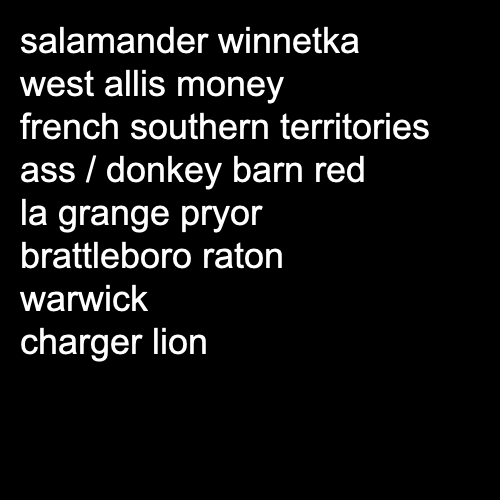 salamander winnetka
west allis money
french southern territories
ass / donkey barn red
la grange pryor
brattleboro raton
warwick
charger lion